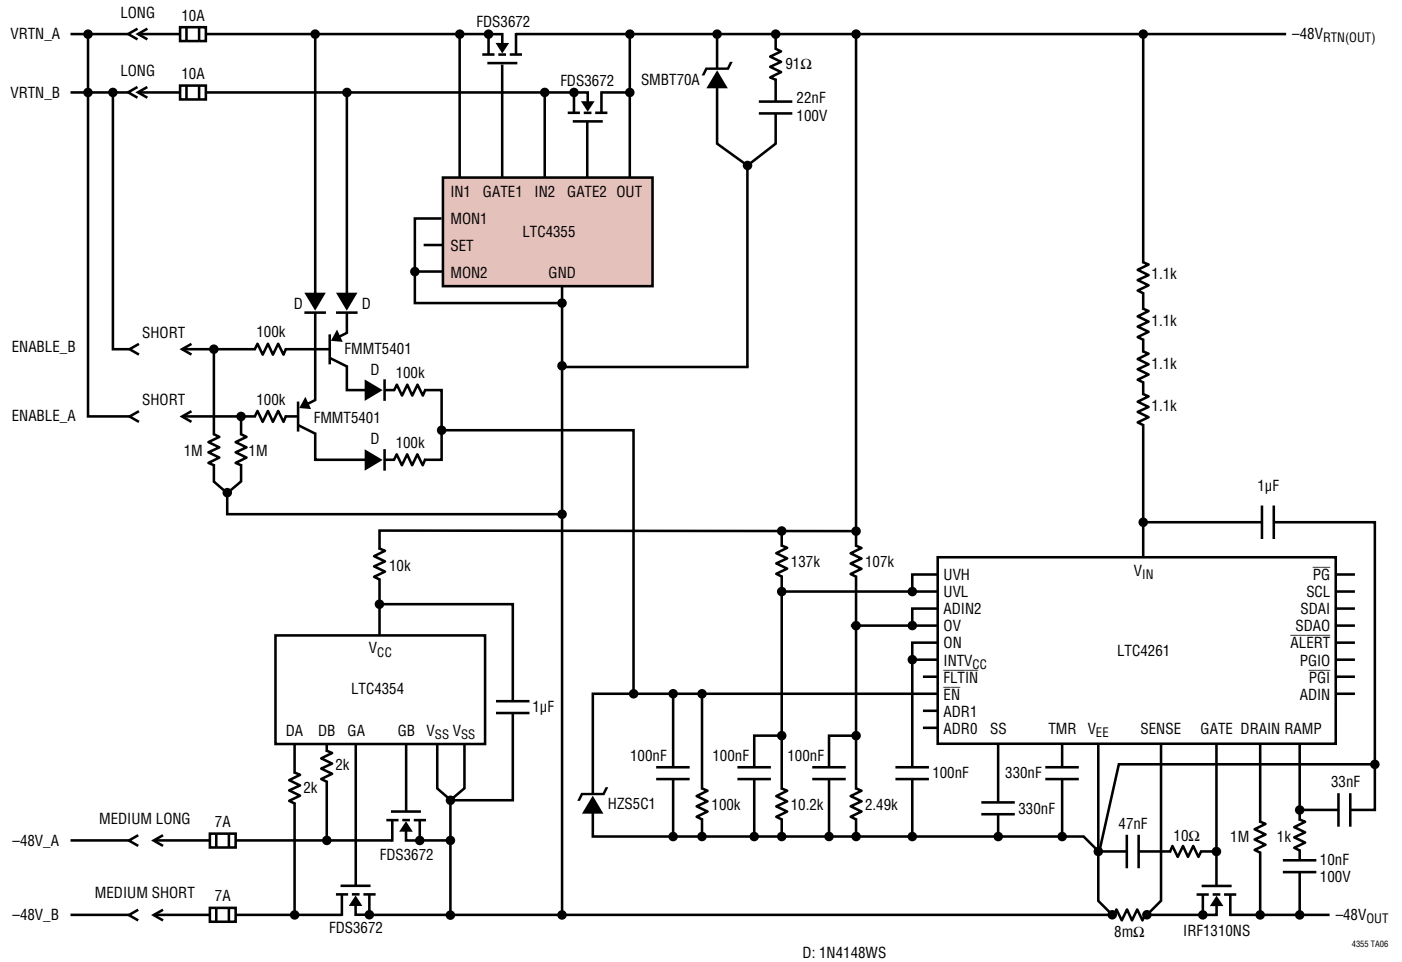 VRTN_A
LONG
10A
FDS3672
–48VRTN(OUT)
VRTN_B
LONG
10A
FDS3672
SMBT70A
91Ω
22nF
100V
IN1 GATE1 IN2 GATE2 OUT
MON1
LTC4355
SET
MON2
GND
1.1k
1.1k
1.1k
1.1k
D
D
ENABLE_B
SHORT
100k
FMMT5401
D
100k
ENABLE_A
SHORT
100k
FMMT5401
D
100k
1M
1M
1µF
10k
137k
107k
VCC
LTC4354
DA DB GA GB VSS VSS
1µF
2k
2k
VIN
UVH
UVL
ADIN2
OV
ON
INTVCC
FLTIN
EN
ADR1
ADR0
LTC4261
PG
SCL
SDAI
SDAO
ALERT
PGIO
PGI
ADIN
SS TMR VEE SENSE GATE DRAIN RAMP
100nF
100nF
100nF
100nF
330nF
33nF
HZS5C1
100k
10.2k
2.49k
330nF
47nF
10Ω
1M
1k
10nF
100V
–48V_A
MEDIUM LONG
7A
FDS3672
–48V_B
MEDIUM SHORT
7A
FDS3672
8mΩ
IRF1310NS
–48VOUT
D: 1N4148WS
4355 TA06